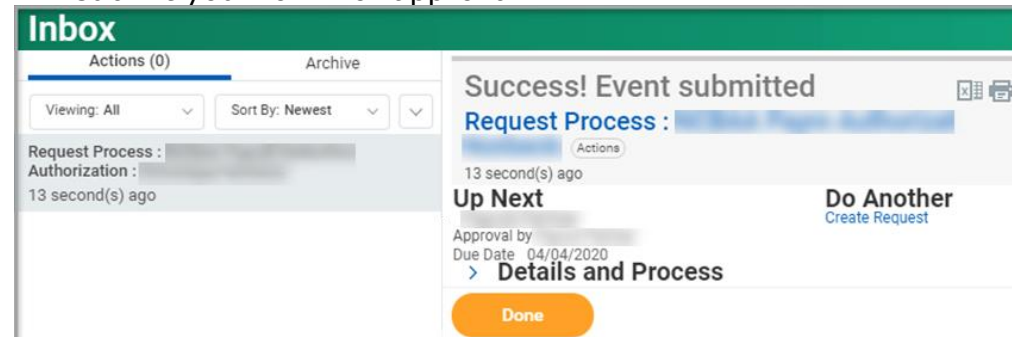 Inbox
Actions (0)
Archive
Viewing: All
Sort By: Newest
Request Process :
Authorization :
13 second(s) ago
Success! Event submitted
Request Process :
Actions
13 second(s) ago
Up Next
Approval by
Due Date 04/04/2020
Do Another
Create Request
Details and Process
Done